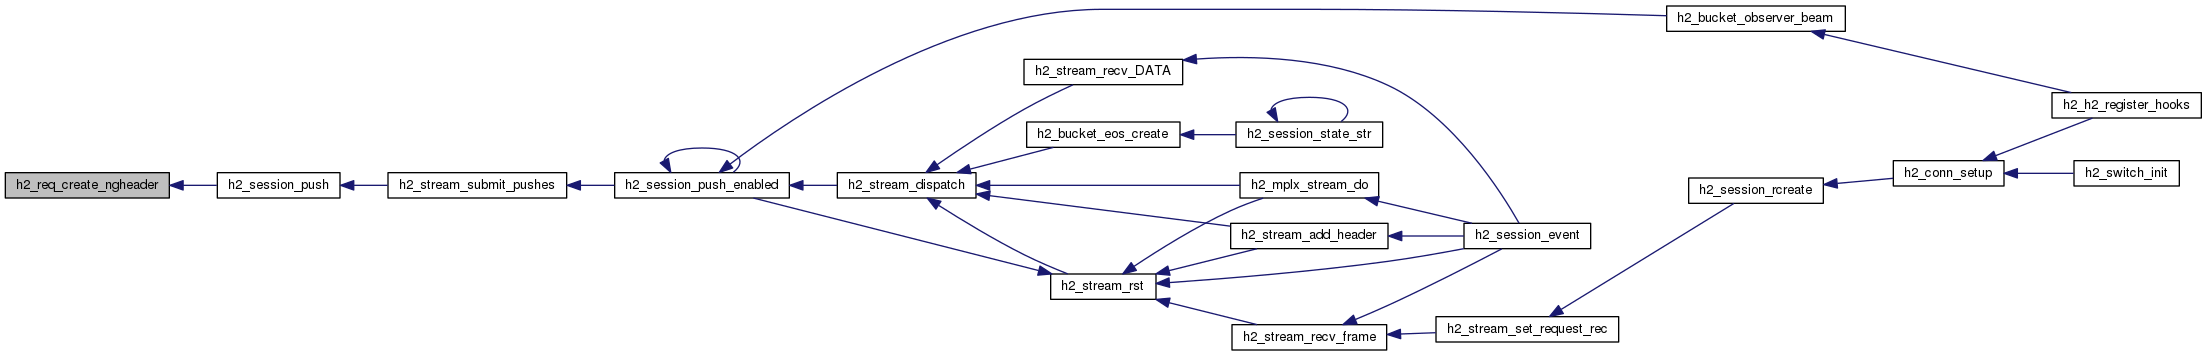 h2_req_create_ngheader
h2_session_push
h2_stream_submit_pushes
h2_session_push_enabled
h2_stream_dispatch
h2_stream_recv_DATA
h2_bucket_eos_create
h2_session_state_str
h2_mplx_stream_do
h2_stream_add_header
h2_session_event
h2_stream_rst
h2_stream_recv_frame
h2_stream_set_request_rec
h2_session_rcreate
h2_conn_setup
h2_switch_init
h2_bucket_observer_beam
h2_h2_register_hooks